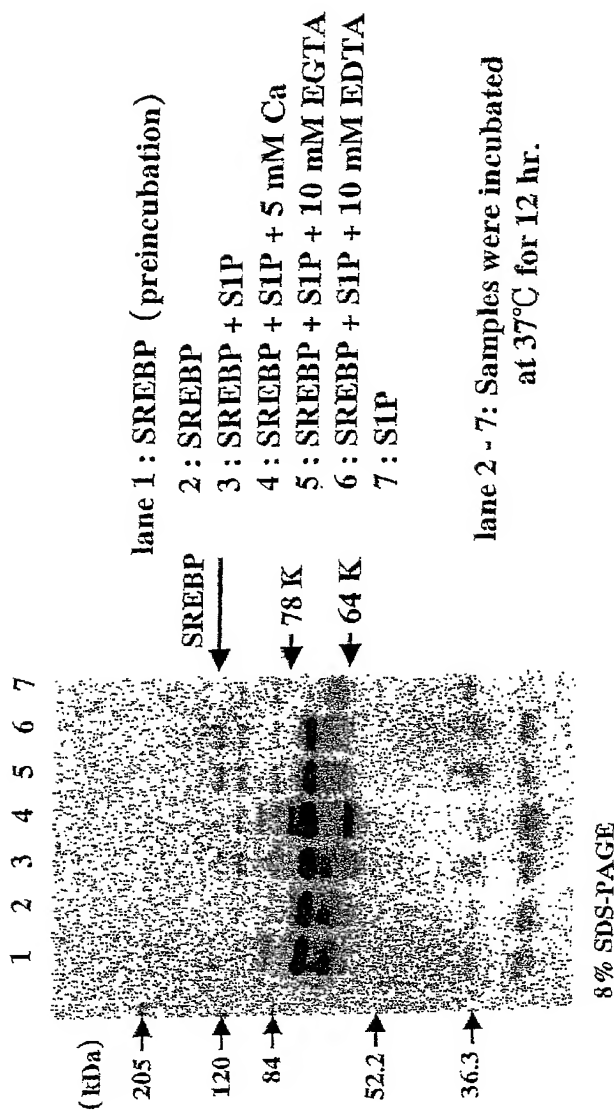 1 2 3 4 5 6 7
(kDa)
205
120
84
52.2
36.3
SREBP
78 K
64 K
8% SDS-PAGE
lane 1 : SREBP (preincubation)
2 : SREBP
3 : SREBP + S1P
4 : SREBP + S1P + 5 mM Ca
5 : SREBP + S1P + 10 mM EGTA
6 : SREBP + S1P + 10 mM EDTA
7 : S1P
lane 2 - 7: Samples were incubated
at 37°C for 12 hr.